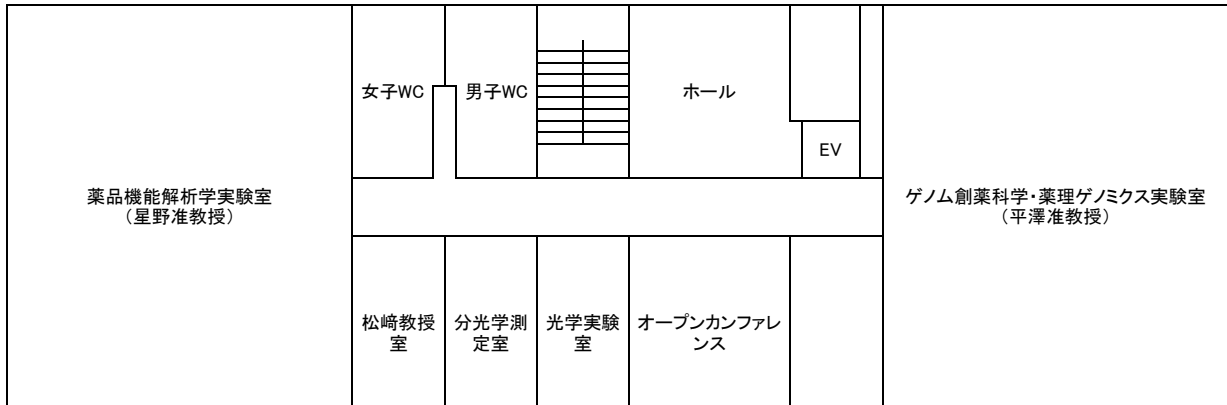 女子WC
男子WC
ホール
EV
薬品機能解析学実験室
（星野准教授）
ゲノム創薬科学・薬理ゲノミクス実験室
（平澤准教授）
松﨑教授
室
分光学測
定室
光学実験
室
オープンカンファレ
ンス